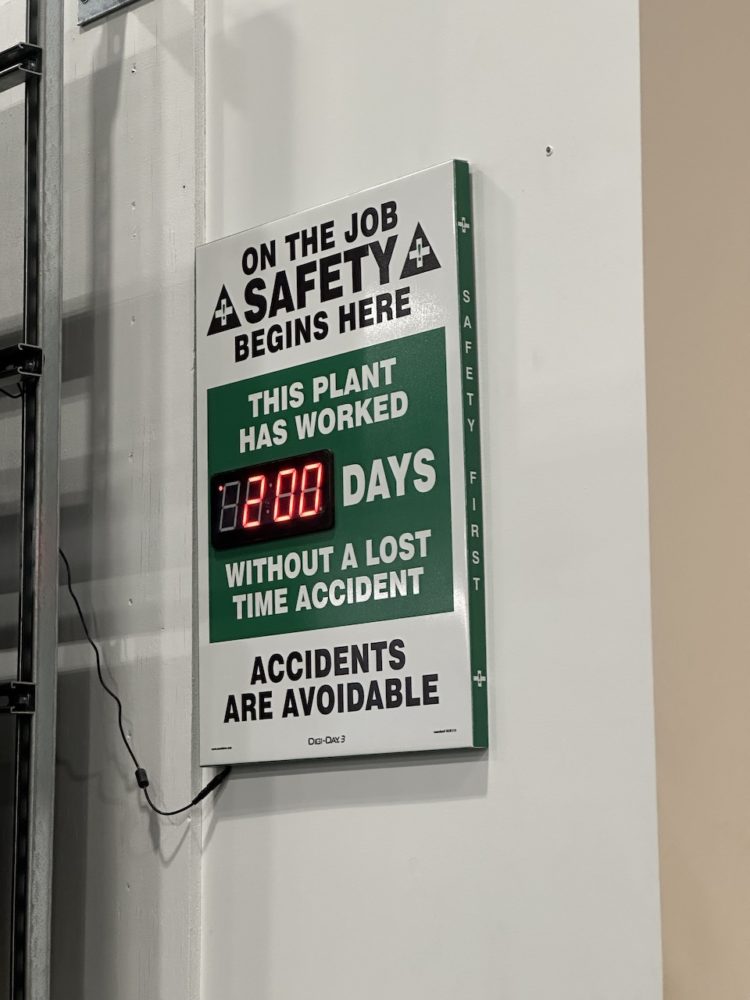 ON THE JOB
SAFETY
BEGINS HERE
THIS PLANT
HAS WORKED
200 DAYS
WITHOUT A LOST
TIME ACCIDENT
ACCIDENTS
ARE AVOIDABLE
DIGI-DAY 3
SAFETY FIRST